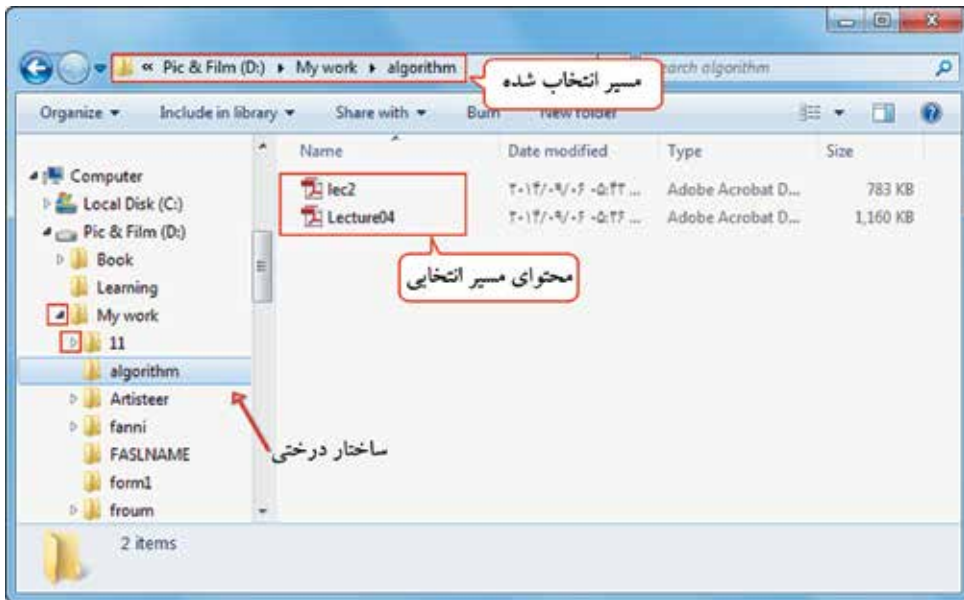 « Pic & Film (D:) ▸ My work ▸ algorithm
earch algorithm
مسیر انتخاب شده
Organize ▾ Include in library ▾ Share with ▾ Burn New folder
Name Date modified Type Size
Computer
Local Disk (C:)
Pic & Film (D:)
Book
Learning
My work
11
algorithm
Artisteer
fanni
FASLNAME
form1
froum
lec2 Adobe Acrobat D... 783 KB
Lecture04 Adobe Acrobat D... 1,160 KB
محتوای مسیر انتخابی
ساختار درختی
2 items